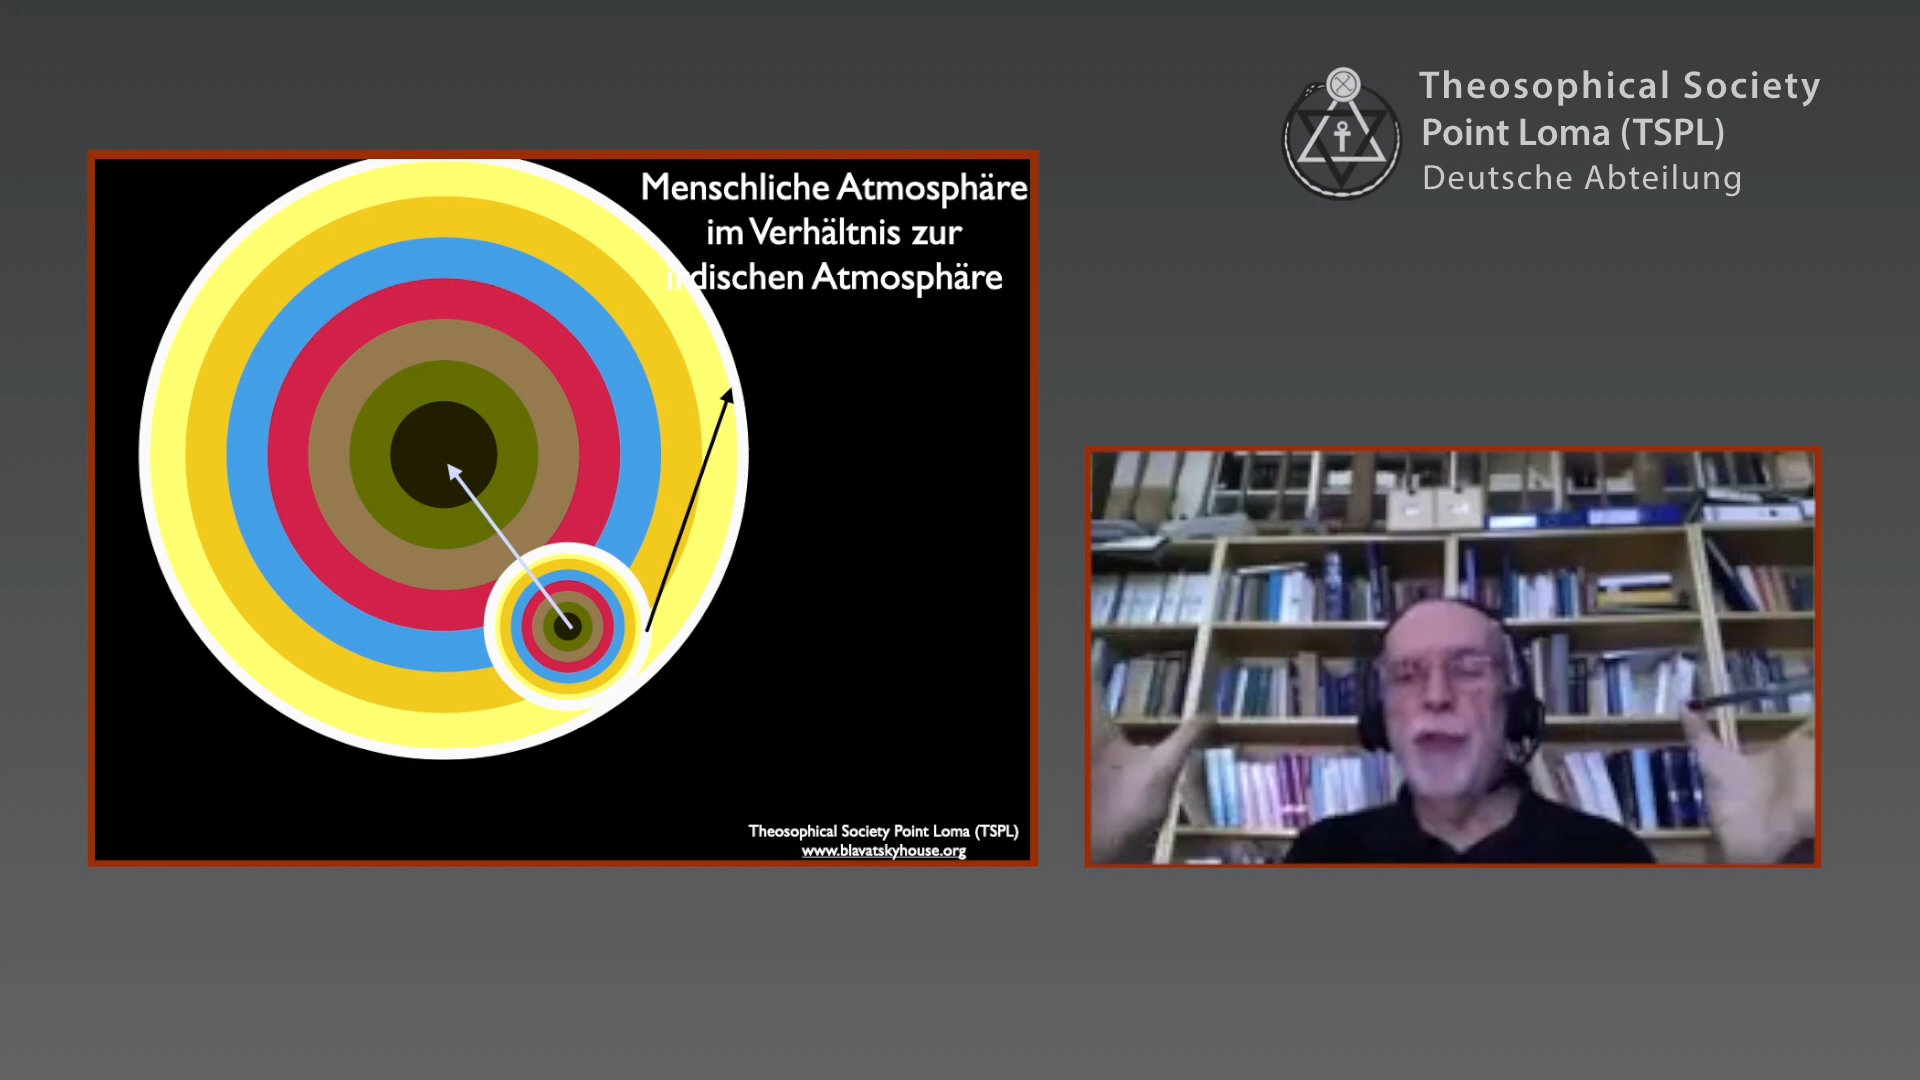 Theosophical Society
Point Loma (TSPL)
Deutsche Abteilung
Menschliche Atmosphäre
im Verhältnis zur
irdischen Atmosphäre
Theosophical Society Point Loma (TSPL)
www.blavatskyhouse.org